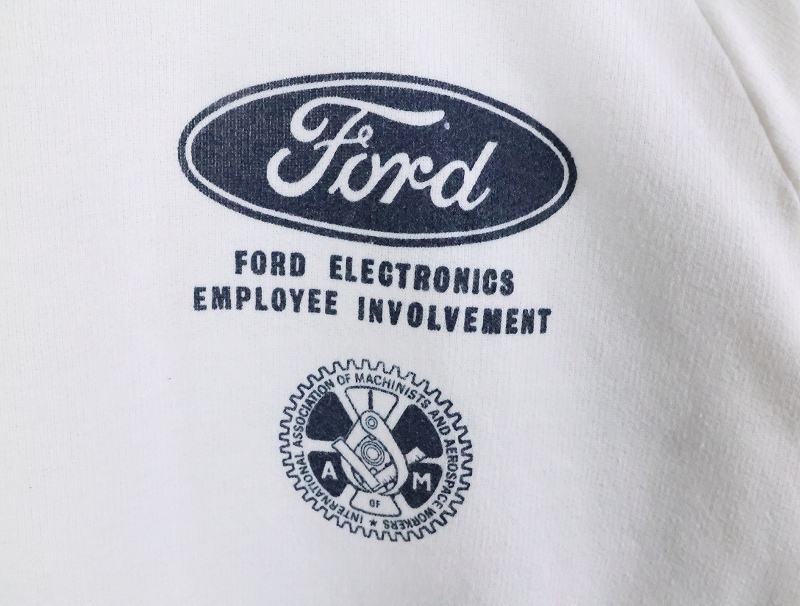 Ford
FORD ELECTRONICS
EMPLOYEE INVOLVEMENT
INTERNATIONAL ASSOCIATION OF MACHINISTS AND AEROSPACE WORKERS ★
I
A M
OF